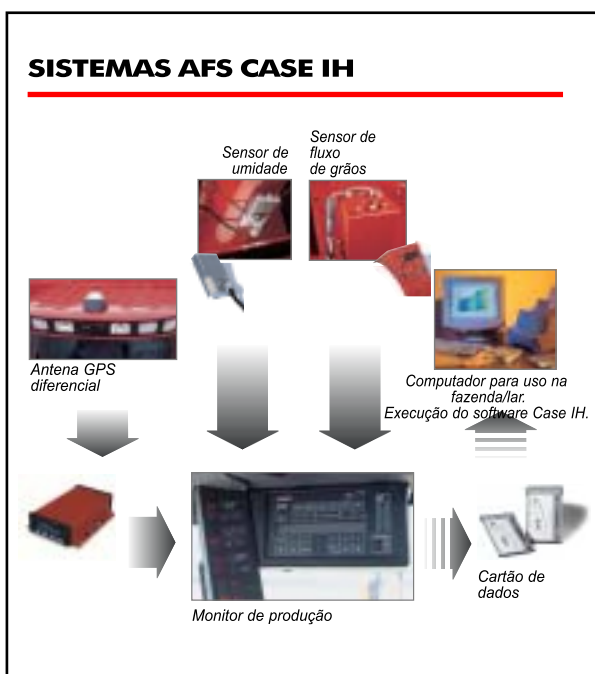 SISTEMAS AFS CASE IH
Sensor de
umidade
Sensor de
fluxo
de grãos
Antena GPS
diferencial
Computador para uso na
fazenda/lar.
Execução do software Case IH.
Monitor de produção
Cartão de
dados